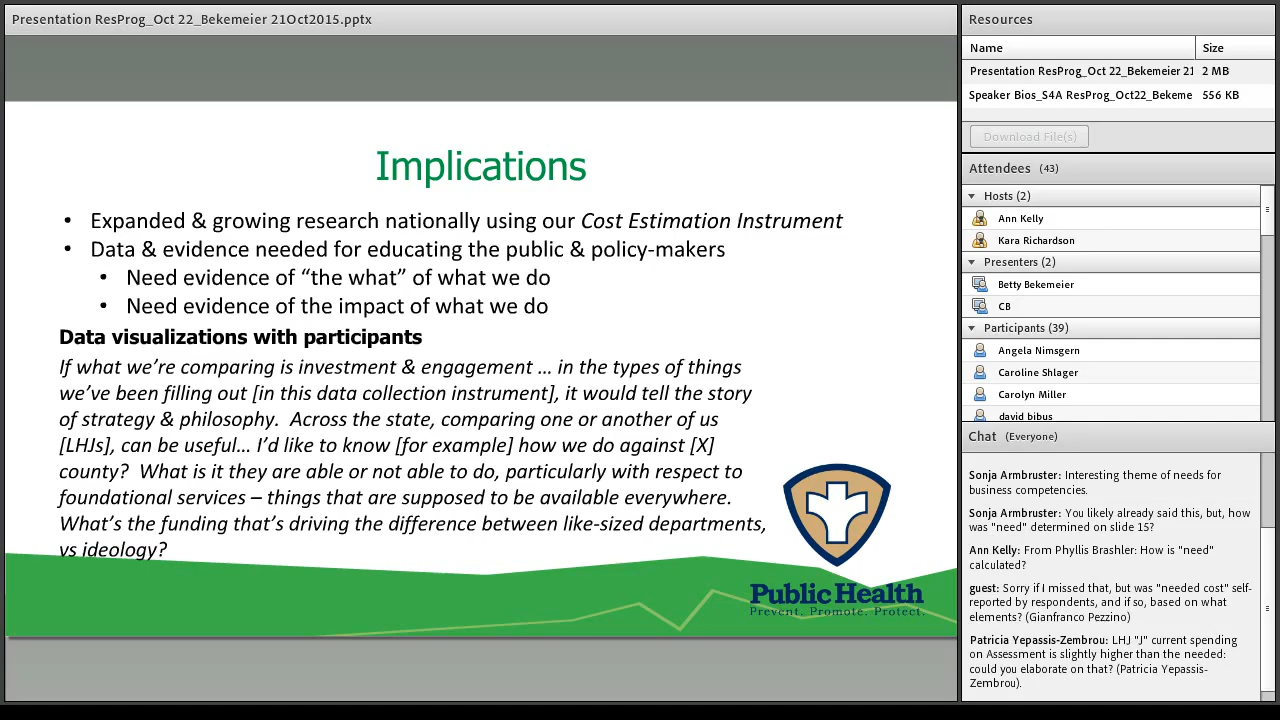 Presentation ResProg_Oct 22_Bekemeier 21Oct2015.pptx
Implications
• Expanded & growing research nationally using our Cost Estimation Instrument
• Data & evidence needed for educating the public & policy-makers
• Need evidence of “the what” of what we do
• Need evidence of the impact of what we do
Data visualizations with participants
If what we’re comparing is investment & engagement … in the types of things
we’ve been filling out [in this data collection instrument], it would tell the story
of strategy & philosophy. Across the state, comparing one or another of us
[LHJs], can be useful… I’d like to know [for example] how we do against [X]
county? What is it they are able or not able to do, particularly with respect to
foundational services – things that are supposed to be available everywhere.
What’s the funding that’s driving the difference between like-sized departments,
vs ideology?
Public Health
Prevent. Promote. Protect.
Resources
Name Size
Presentation ResProg_Oct 22_Bekemeier 21 2 MB
Speaker Bios_S4A ResProg_Oct22_Bekeme 556 KB
Download File(s)
Attendees (43)
Hosts (2)
Ann Kelly
Kara Richardson
Presenters (2)
Betty Bekemeier
CB
Participants (39)
Angela Nimsgern
Caroline Shlager
Carolyn Miller
david bibus
Chat (Everyone)
Sonja Armbruster: Interesting theme of needs for
business competencies.
Sonja Armbruster: You likely already said this, but, how
was "need" determined on slide 15?
Ann Kelly: From Phyllis Brashler: How is "need"
calculated?
guest: Sorry if I missed that, but was "needed cost" self-
reported by respondents, and if so, based on what
elements? (Gianfranco Pezzino)
Patricia Yepassis-Zembrou: LHJ "J" current spending
on Assessment is slightly higher than the needed:
could you elaborate on that? (Patricia Yepassis-
Zembrou).